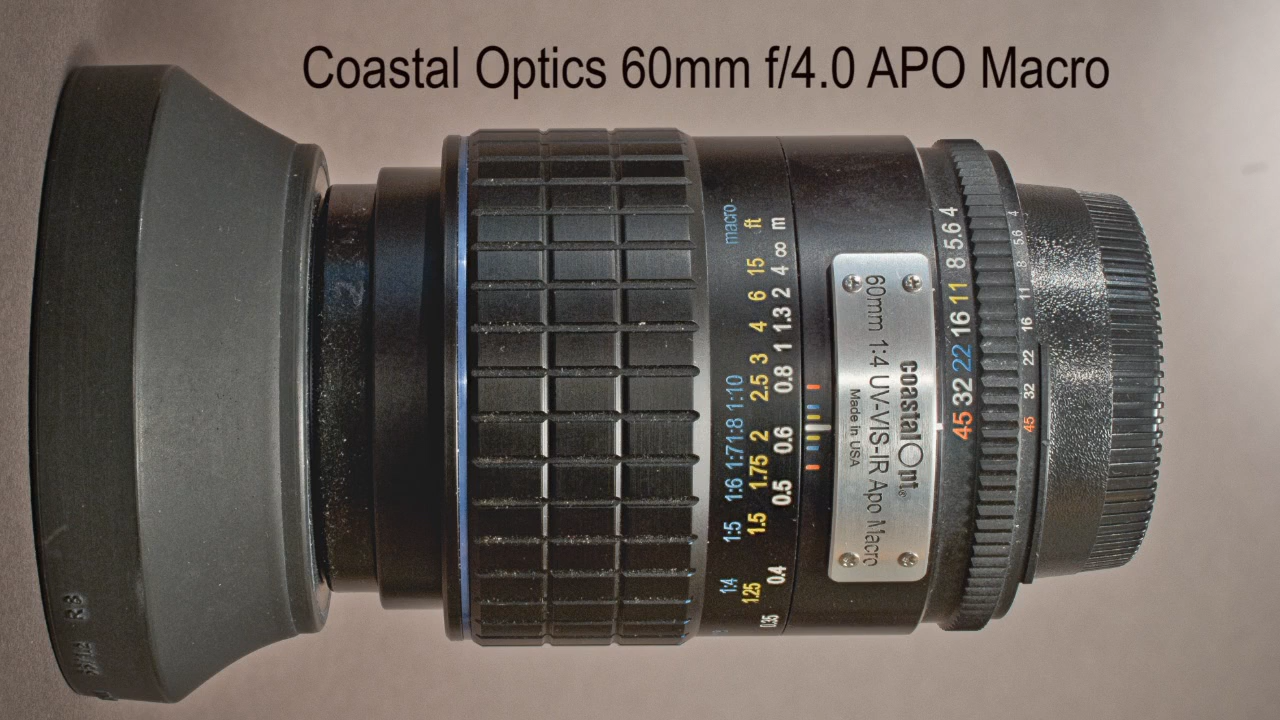 Coastal Optics 60mm f/4.0 APO Macro
macro
ft
m
1:4 1:5 1:6 1:7 1:8 1:10
1.25 1.5 1.75 2 2.5 3 4 6 15
0.35 0.4 0.5 0.6 0.8 1 1.3 2 4 ∞
coastalOpt®
60mm 1:4 UV-VIS-IR Apo Macro
Made in USA
45 32 22 16 11 8 5.6 4
45 32 22 16 11 8 5.6 4